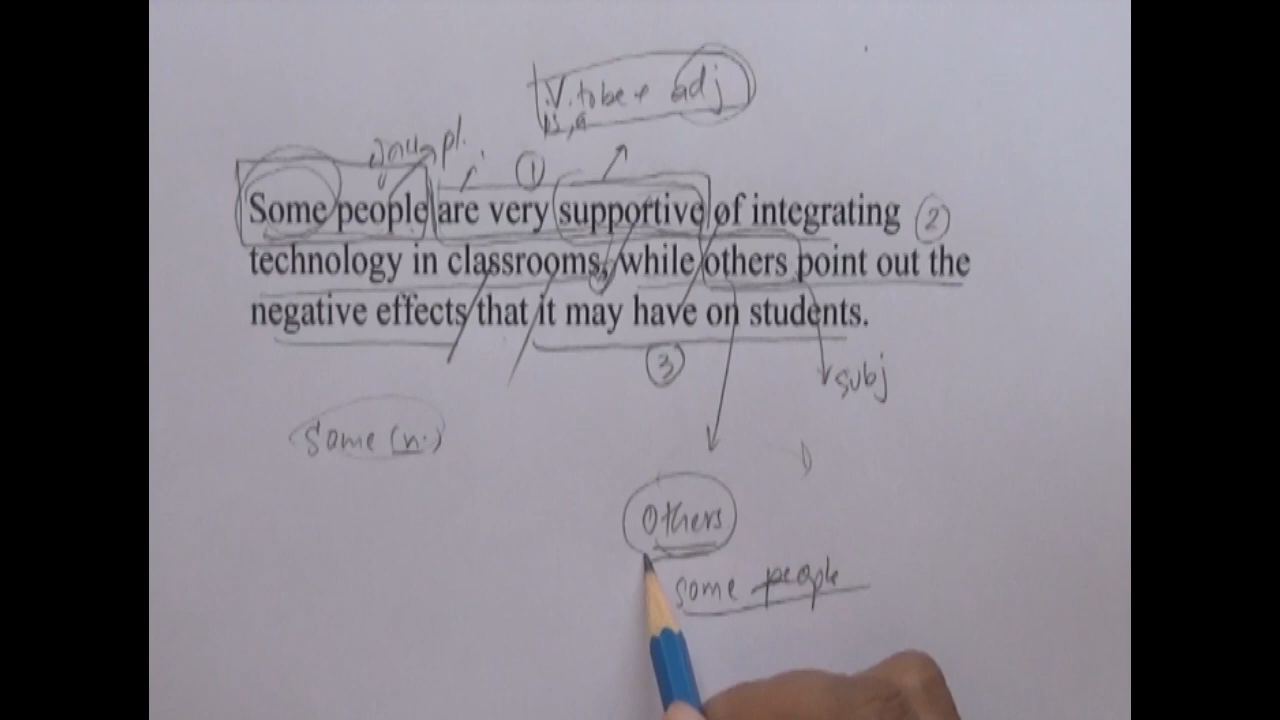 V. to be + adj
is, a
pl.
①
Some people are very supportive of integrating ②
technology in classrooms, while others point out the
negative effects that it may have on students.
③
subj
some (n.)
others
some people